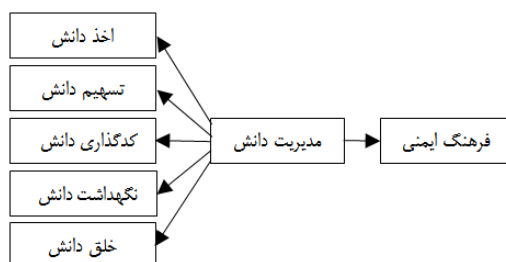 اخذ دانش
تسهیم دانش
کدگذاری دانش
مدیریت دانش
فرهنگ ایمنی
نگهداشت دانش
خلق دانش